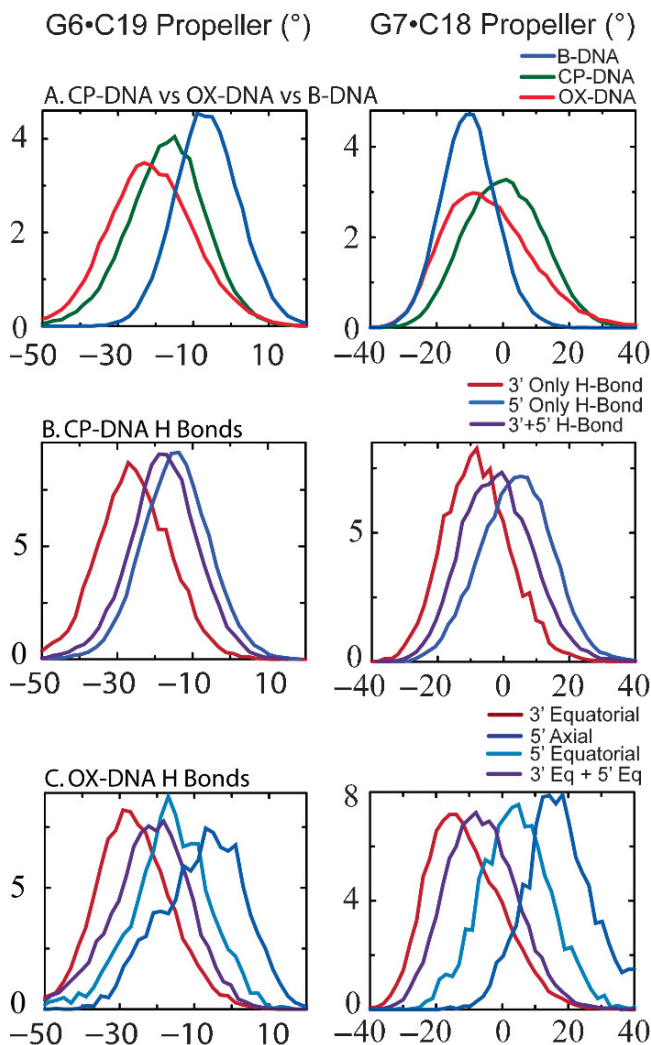 G6•C19 Propeller (°) G7•C18 Propeller (°)
B-DNA
CP-DNA
OX-DNA
A. CP-DNA vs OX-DNA vs B-DNA
4
2
0
−50 −30 −10 10
4
2
0
−40 −20 0 20 40
3' Only H-Bond
5' Only H-Bond
3'+5' H-Bond
B. CP-DNA H Bonds
5
0
−50 −30 −10 10
5
0
−40 −20 0 20 40
3' Equatorial
5' Axial
5' Equatorial
3' Eq + 5' Eq
C. OX-DNA H Bonds
5
0
−50 −30 −10 10
8
4
0
−40 −20 0 20 40